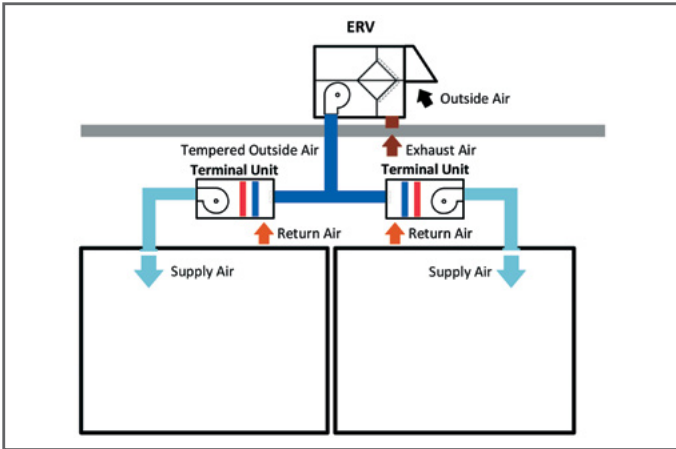 ERV
Outside Air
Tempered Outside Air
Exhaust Air
Terminal Unit
Terminal Unit
Return Air
Return Air
Supply Air
Supply Air